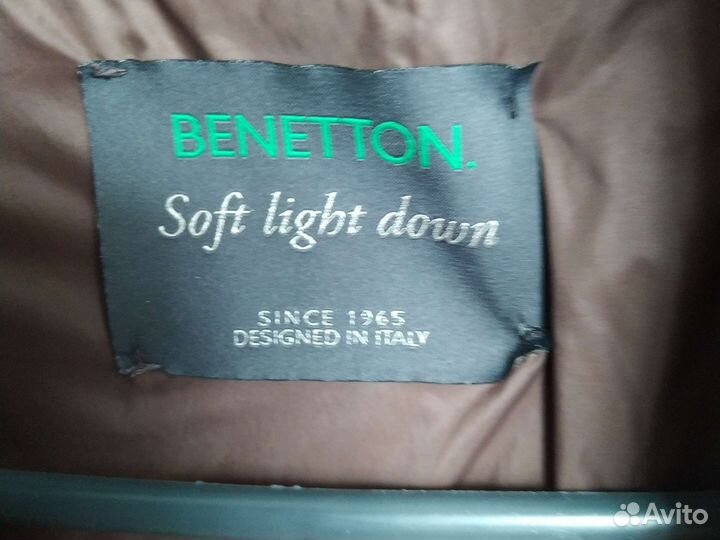 BENETTON.
Soft light down
SINCE 1965
DESIGNED IN ITALY
Avito